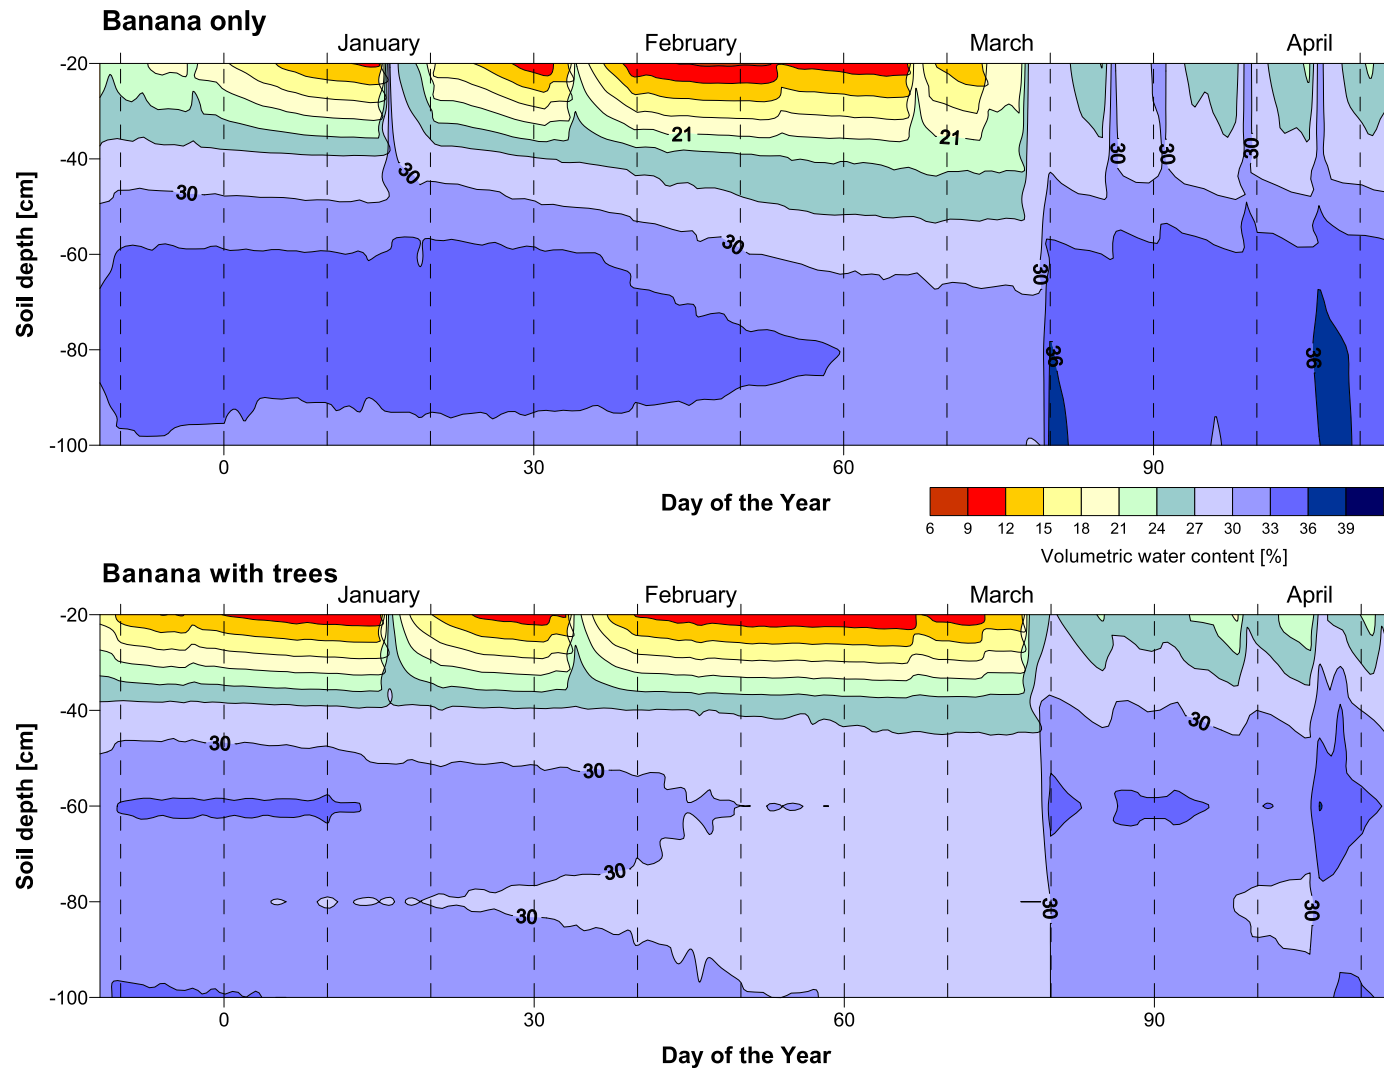 Banana only
January February March April
-20
-40
-60
-80
-100
Soil depth [cm]
21 21
30 30 30 30 30 30 30
36 36
0 30 60 90
Day of the Year
6 9 12 15 18 21 24 27 30 33 36 39
Volumetric water content [%]
Banana with trees
January February March April
-20
-40
-60
-80
-100
Soil depth [cm]
30 30 30
30 30 30 30
0 30 60 90
Day of the Year